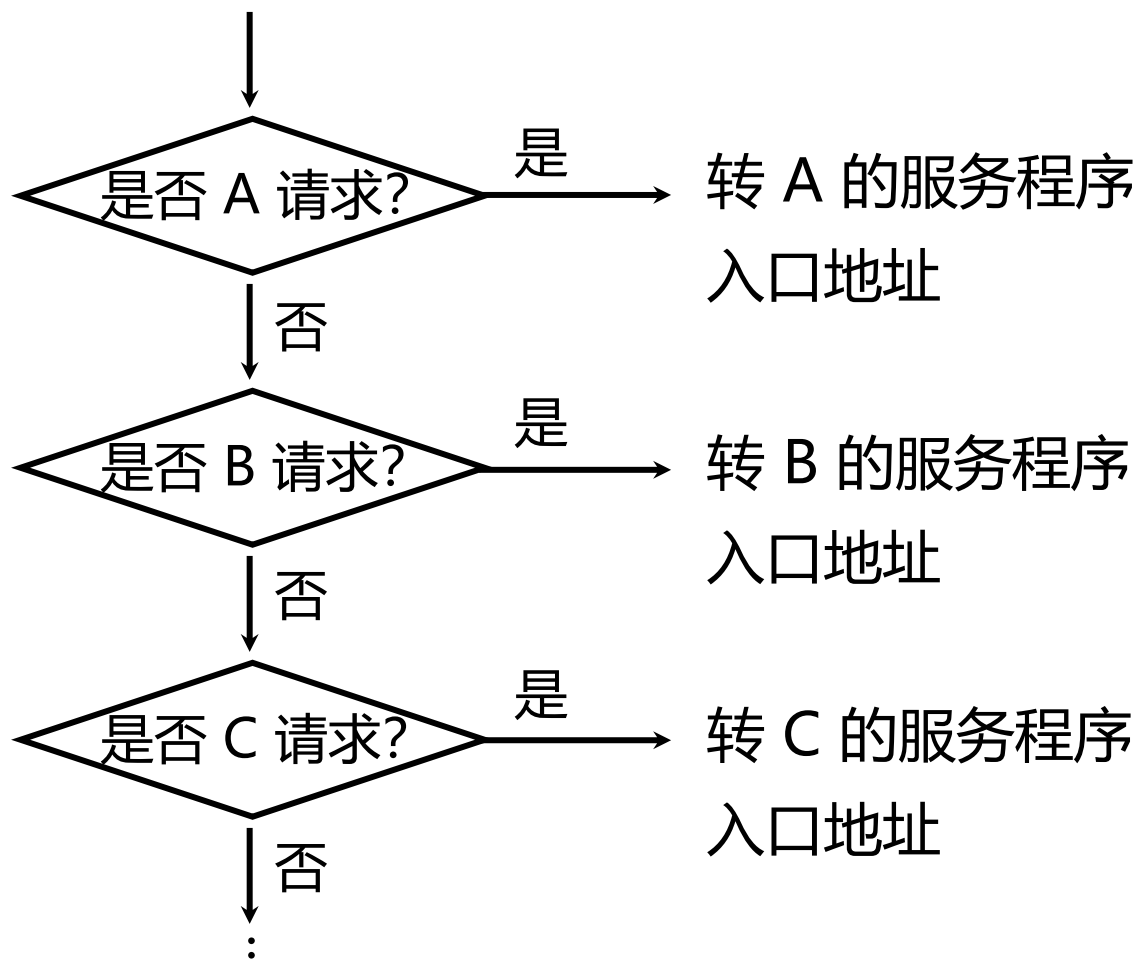 是
是否 A 请求?
转 A 的服务程序
入口地址
否
是
是否 B 请求?
转 B 的服务程序
入口地址
否
是
是否 C 请求?
转 C 的服务程序
入口地址
否
⋮